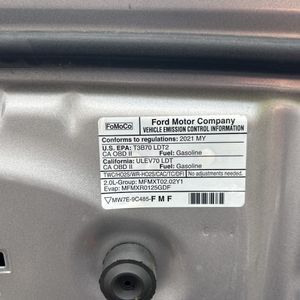 FoMoCo
Ford Motor Company
VEHICLE EMISSION CONTROL INFORMATION
Conforms to regulations: 2021 MY
U.S. EPA: T3B70 LDT2
CA OBD II Fuel: Gasoline
California: ULEV70 LDT
CA OBD II Fuel: Gasoline
TWC/HO2S/WR-HO2S/CAC/TC/DFI No adjustments needed.
2.0L-Group: MFMXT02.02Y1
Evap: MFMXR0125GDF
MW7E-9C485-FMF